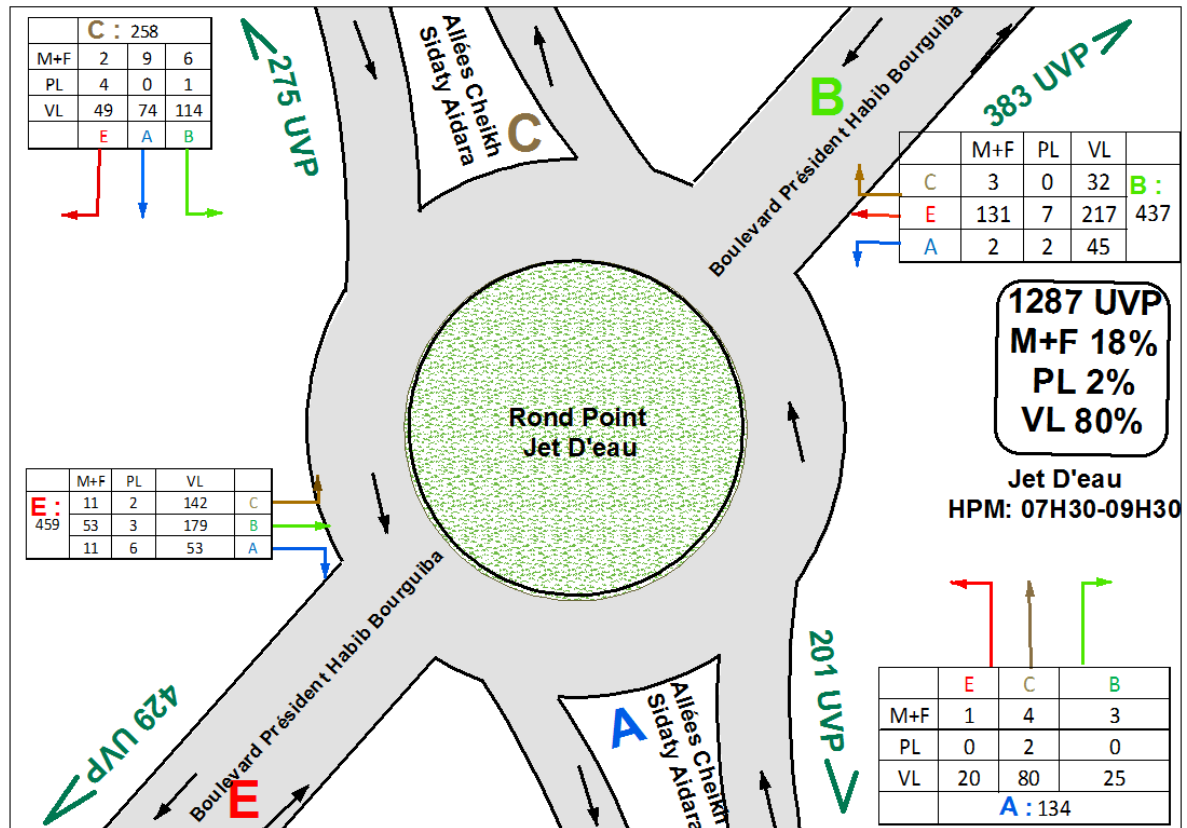 C : 258
M+F 2 9 6
PL 4 0 1
VL 49 74 114
E A B
275 UVP
Allées Cheikh
Sidaty Aidara
C
B
Boulevard Président Habib Bourguiba
383 UVP
M+F PL VL
C 3 0 32
E 131 7 217
A 2 2 45
B :
437
1287 UVP
M+F 18%
PL 2%
VL 80%
Jet D'eau
HPM: 07H30-09H30
Rond Point
Jet D'eau
M+F PL VL
E :
459
11 2 142 C
53 3 179 B
11 6 53 A
429 UVP
Boulevard Président Habib Bourguiba
E
A
Allées Cheikh
Sidaty Aidara
201 UVP
E C B
M+F 1 4 3
PL 0 2 0
VL 20 80 25
A : 134